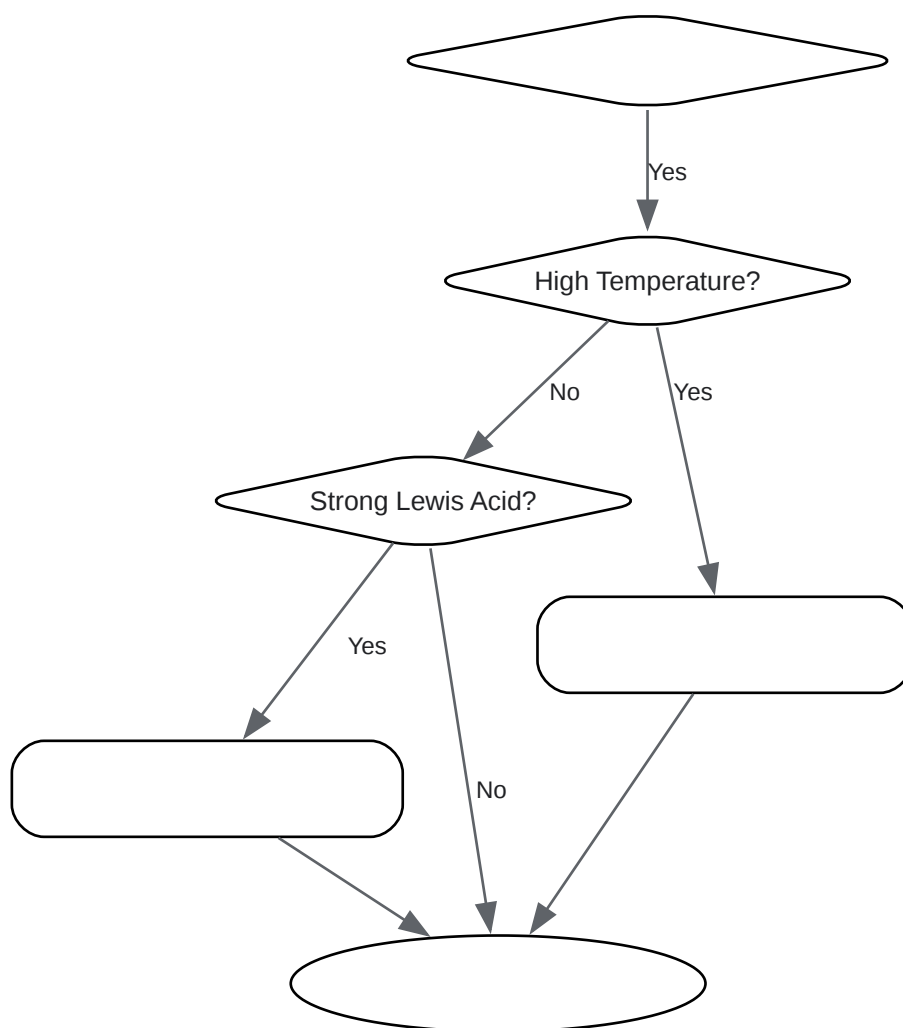 Yes
High Temperature?
No
Yes
Strong Lewis Acid?
Yes
No